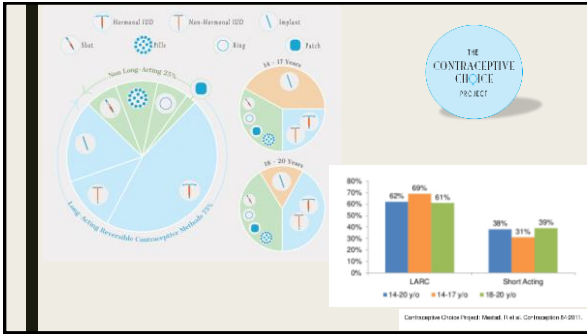 Hormonal IUD Non-Hormonal IUD Implant
Shot Pills Ring Patch
Non Long-Acting 25%
Long-Acting Reversible Contraceptive Methods 75%
14 - 17 Years
18 - 20 Years
THE
CONTRACEPTIVE
CHOICE
PROJECT
80%
70%
60%
50%
40%
30%
20%
10%
0%
62% 69% 61%
38% 31% 39%
LARC Short Acting
14-20 y/o 14-17 y/o 18-20 y/o
Contraceptive Choice Project: Mestad, R et al. Contraception 84:2011.